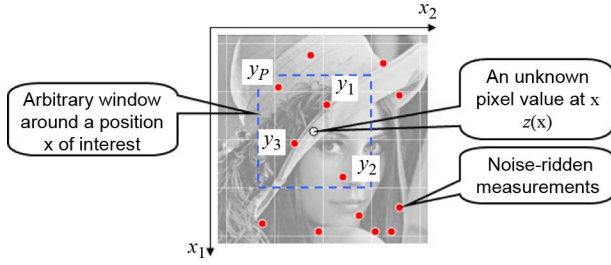 x2
yP
y1
Arbitrary window
around a position
x of interest
An unknown
pixel value at x
z(x)
y3
y2
Noise-ridden
measurements
x1